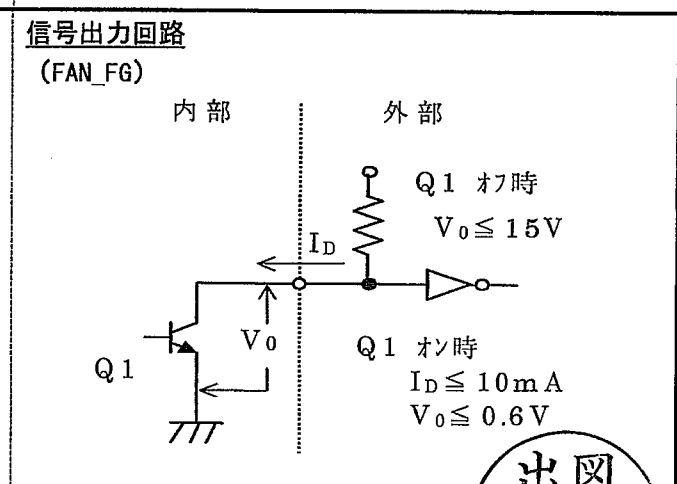 信号出力回路
(FAN_FG)
内部
外部
Q1 ｵﾌ時
V₀≦15V
I_D
V₀
Q1
Q1 ｵﾝ時
I_D≦10mA
V₀≦0.6V
出図